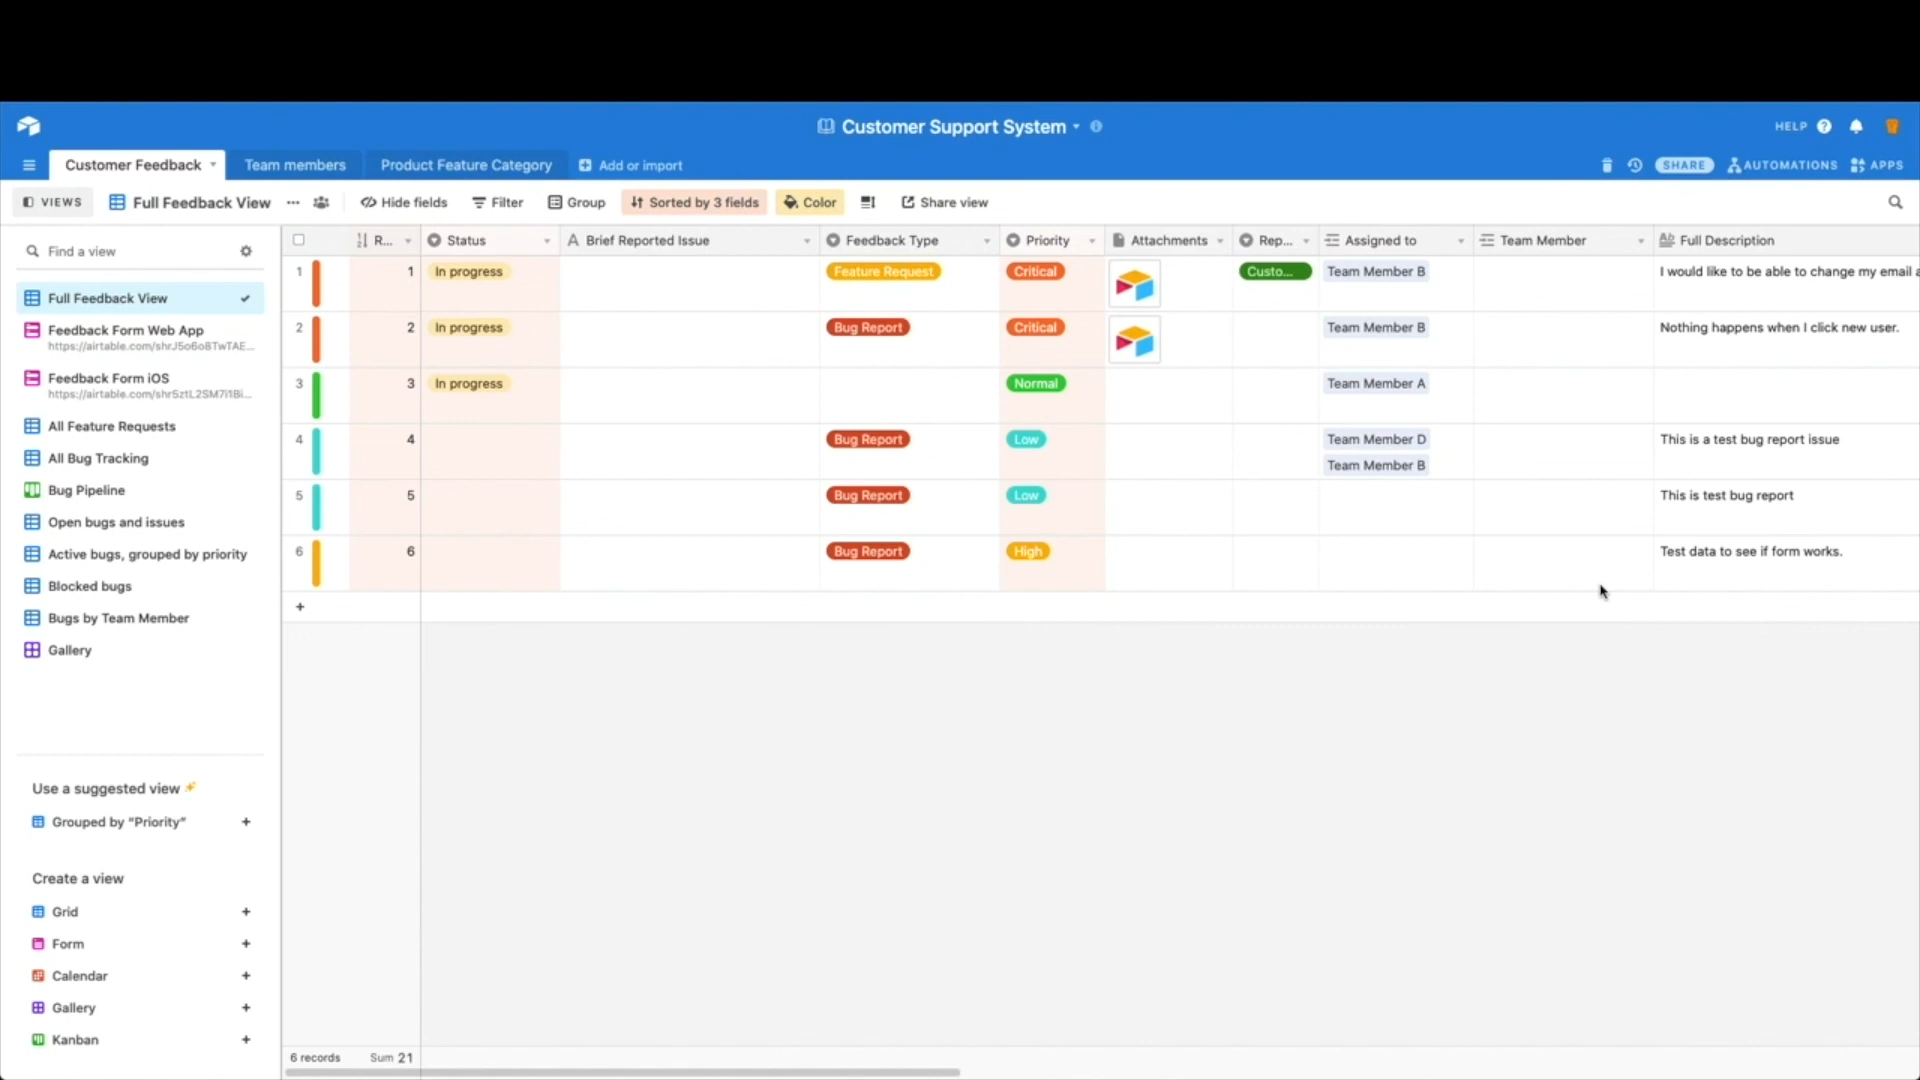 Customer Support System
HELP
Customer Feedback
Team members
Product Feature Category
Add or import
SHARE
AUTOMATIONS
APPS
VIEWS
Full Feedback View
Hide fields
Filter
Group
Sorted by 3 fields
Color
Share view
Find a view
Full Feedback View
Feedback Form Web App
https://airtable.com/shrJ5o6o8TwTAE...
Feedback Form iOS
https://airtable.com/shr5ztL2SM7i1Bi...
All Feature Requests
All Bug Tracking
Bug Pipeline
Open bugs and issues
Active bugs, grouped by priority
Blocked bugs
Bugs by Team Member
Gallery
Use a suggested view
Grouped by "Priority"
Create a view
Grid
Form
Calendar
Gallery
Kanban
R... Status Brief Reported Issue Feedback Type Priority Attachments Rep... Assigned to Team Member Full Description
1 1 In progress Feature Request Critical Custo... Team Member B I would like to be able to change my email a
2 2 In progress Bug Report Critical Team Member B Nothing happens when I click new user.
3 3 In progress Normal Team Member A
4 4 Bug Report Low Team Member D This is a test bug report issue
Team Member B
5 5 Bug Report Low This is test bug report
6 6 Bug Report High Test data to see if form works.
6 records Sum 21